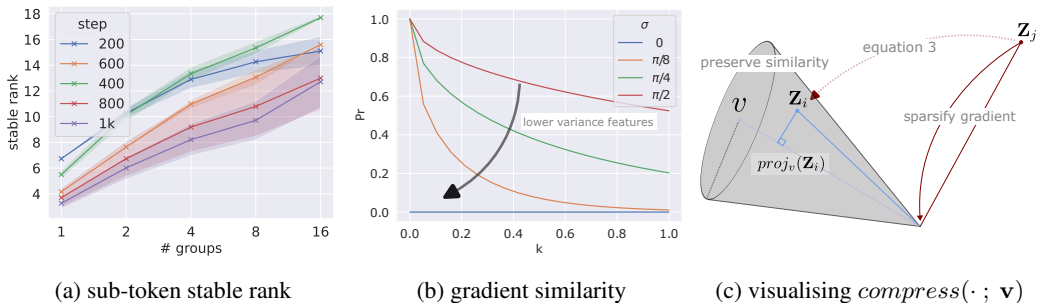 18
16
14
12
10
8
6
4
stable rank
step
200
600
400
800
1k
1
2
4
8
16
# groups
(a) sub-token stable rank
1.0
0.8
0.6
0.4
0.2
0.0
Pr
σ
0
π/8
π/4
π/2
lower variance features
0.0
0.2
0.4
0.6
0.8
1.0
k
(b) gradient similarity
Z_j
equation 3
preserve similarity
v
Z_i
sparsify gradient
proj_v(Z_i)
(c) visualising compress(· ; v)